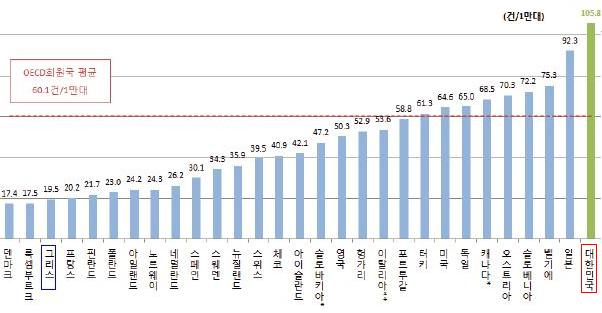 (건/1만대)
OECD회원국 평균
60.1건/1만대
17.4 17.5 19.5 20.2 21.7 23.0 24.2 24.3 26.2 30.1 34.5 35.9 39.5 40.9 42.1 47.2 50.3 52.9 53.6 58.8 61.3 64.6 65.0 68.5 70.3 72.2 75.3 92.3 105.8
덴마크
룩셈부르크
그리스
프랑스
핀란드
폴란드
아일랜드
노르웨이
네덜란드
스페인
스웨덴
뉴질랜드
스위스
체코
아이슬란드
슬로바키아*
영국
헝가리
이탈리아**
포르투갈
터키
미국
독일
캐나다*
오스트리아
슬로베니아
벨기에
일본
대한민국